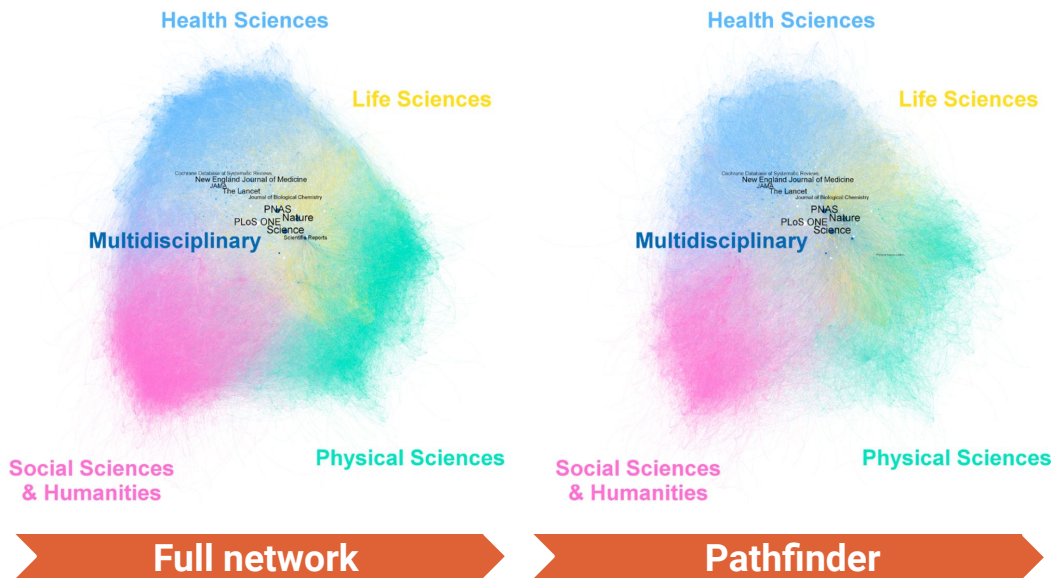 Health Sciences
Life Sciences
Cochrane Database of Systematic Reviews
New England Journal of Medicine
JAMA
The Lancet
Journal of Biological Chemistry
PNAS
Nature
PLoS ONE
Science
Scientific Reports
Multidisciplinary
Social Sciences
& Humanities
Physical Sciences
Full network
Health Sciences
Life Sciences
Cochrane Database of Systematic Reviews
New England Journal of Medicine
JAMA
The Lancet
Journal of Biological Chemistry
PNAS
Nature
PLoS ONE
Science
Multidisciplinary
Social Sciences
& Humanities
Physical Sciences
Pathfinder